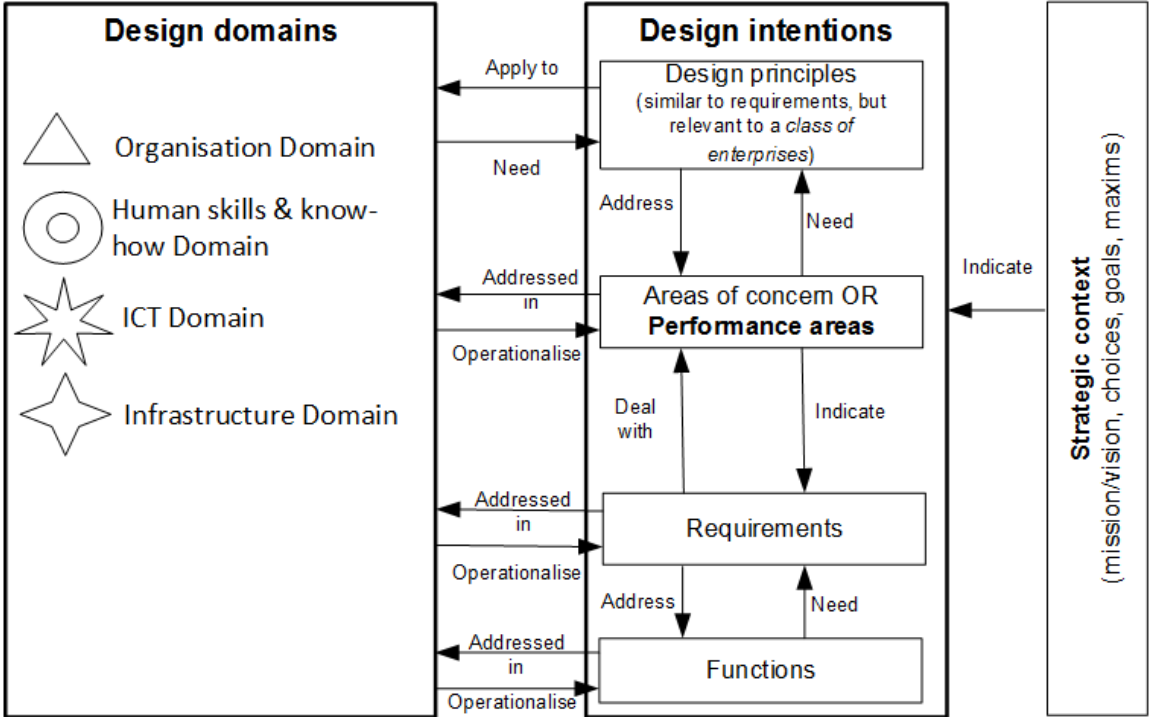 Design domains
Organisation Domain
Human skills & know-
how Domain
ICT Domain
Infrastructure Domain
Apply to
Need
Addressed
in
Operationalise
Addressed
in
Operationalise
Addressed
in
Operationalise
Design intentions
Design principles
(similar to requirements, but
relevant to a class of
enterprises)
Address
Need
Areas of concern OR
Performance areas
Deal
with
Indicate
Requirements
Address
Need
Functions
Indicate
Strategic context
(mission/vision, choices, goals, maxims)